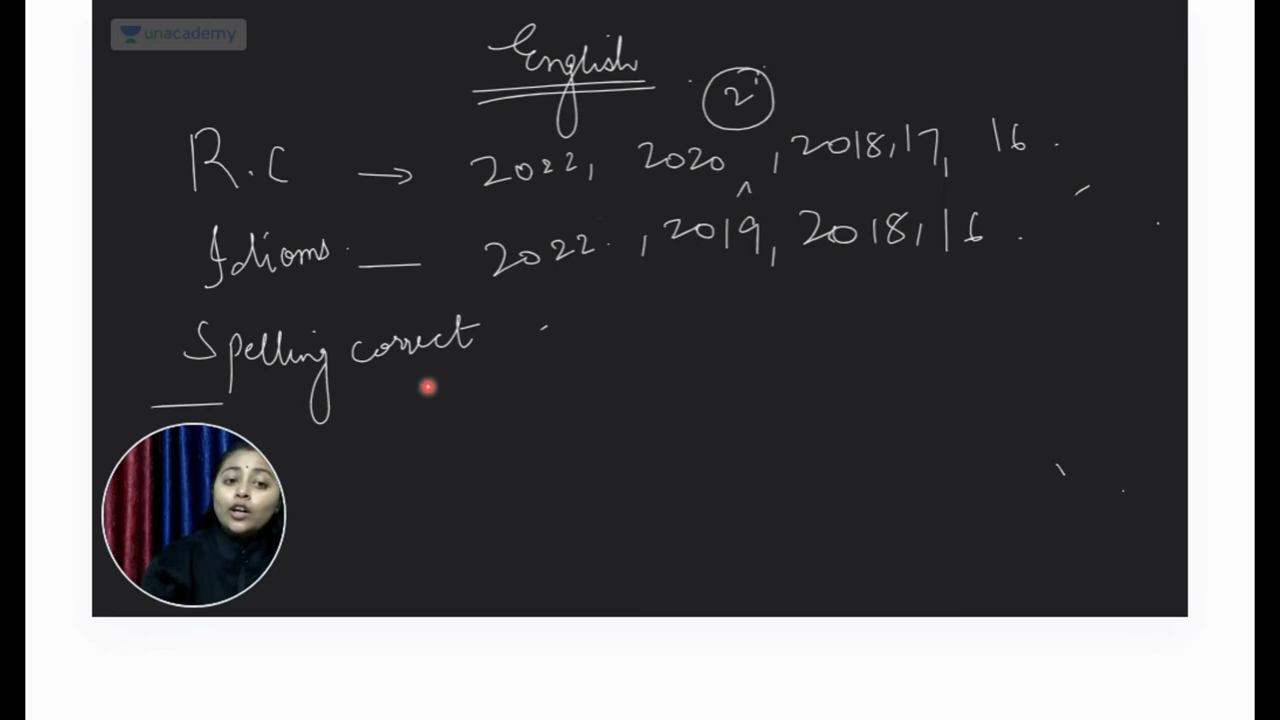 unacademy
English
2
R.C → 2022, 2020, 2018, 17, 16.
Idioms — 2022, 2019, 2018, 16.
Spelling correct